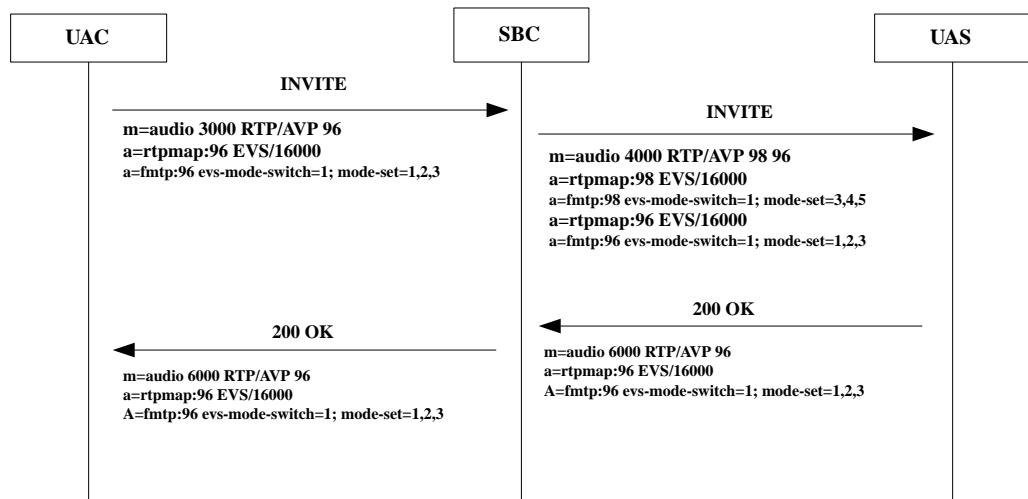 UAC
SBC
UAS
INVITE
m=audio 3000 RTP/AVP 96
a=rtpmap:96 EVS/16000
a=fmtp:96 evs-mode-switch=1; mode-set=1,2,3
INVITE
m=audio 4000 RTP/AVP 98 96
a=rtpmap:98 EVS/16000
a=fmtp:98 evs-mode-switch=1; mode-set=3,4,5
a=rtpmap:96 EVS/16000
a=fmtp:96 evs-mode-switch=1; mode-set=1,2,3
200 OK
m=audio 6000 RTP/AVP 96
a=rtpmap:96 EVS/16000
A=fmtp:96 evs-mode-switch=1; mode-set=1,2,3
200 OK
m=audio 6000 RTP/AVP 96
a=rtpmap:96 EVS/16000
A=fmtp:96 evs-mode-switch=1; mode-set=1,2,3